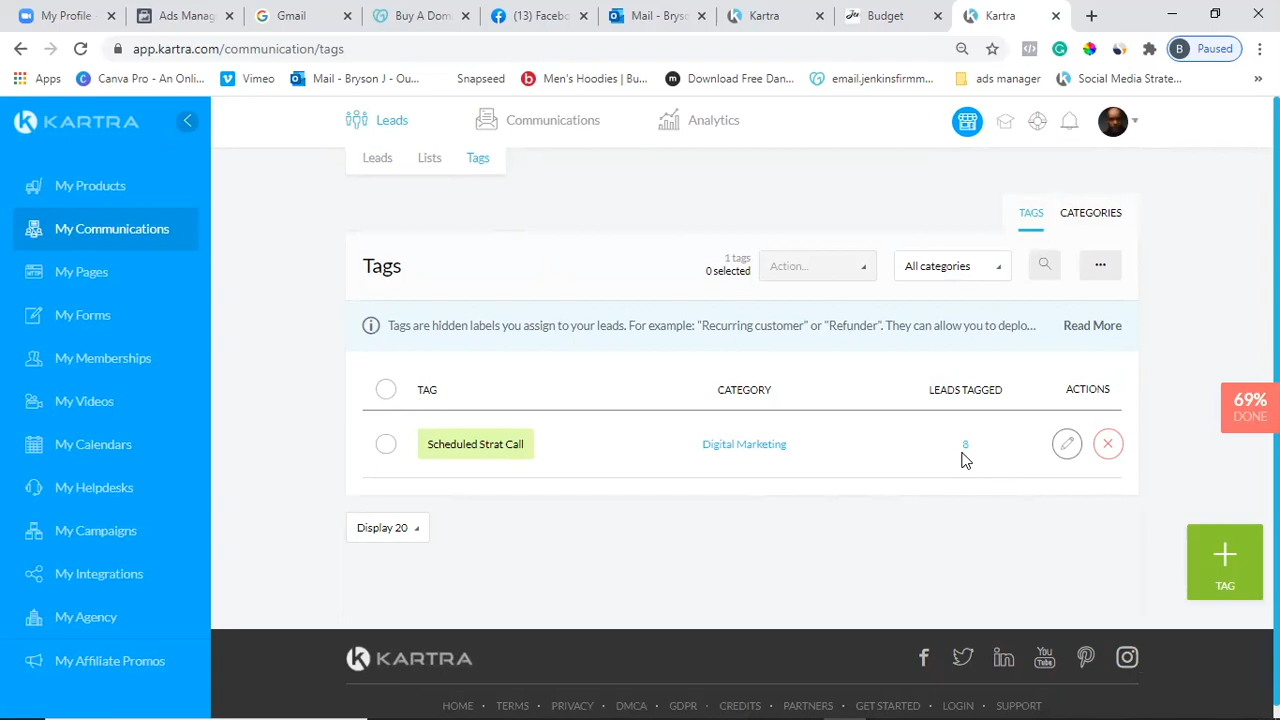 My Profile -
Ads Manag
Gmail
Buy A Dom
(13) Facebo
Mail - Bryso
Kartra
Budget
Kartra
app.kartra.com/communication/tags
B
Paused
Apps
Canva Pro - An Onli...
Vimeo
Mail - Bryson J - Ou...
Snapseed
Men's Hoodies | Bu...
Download Free Dan...
email.jenkinsfirmm...
ads manager
Social Media Strate...
»
KARTRA
Leads
Communications
Analytics
Leads
Lists
Tags
My Products
My Communications
My Pages
My Forms
My Memberships
My Videos
My Calendars
My Helpdesks
My Campaigns
My Integrations
My Agency
My Affiliate Promos
TAGS
CATEGORIES
Tags
1 tags
0 selected
Action...
All categories
...
Tags are hidden labels you assign to your leads. For example: "Recurring customer" or "Refunder". They can allow you to deplo...
Read More
TAG
CATEGORY
LEADS TAGGED
ACTIONS
Scheduled Strat Call
Digital Marketing
8
69%
DONE
Display 20
+
TAG
KARTRA
You
Tube
HOME • TERMS • PRIVACY • DMCA • GDPR • CREDITS • PARTNERS • GET STARTED • LOGIN • SUPPORT